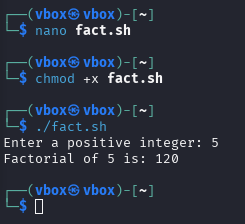 ┌──(vbox㉿vbox)-[~]
└─$ nano fact.sh
┌──(vbox㉿vbox)-[~]
└─$ chmod +x fact.sh
┌──(vbox㉿vbox)-[~]
└─$ ./fact.sh
Enter a positive integer: 5
Factorial of 5 is: 120
┌──(vbox㉿vbox)-[~]
└─$